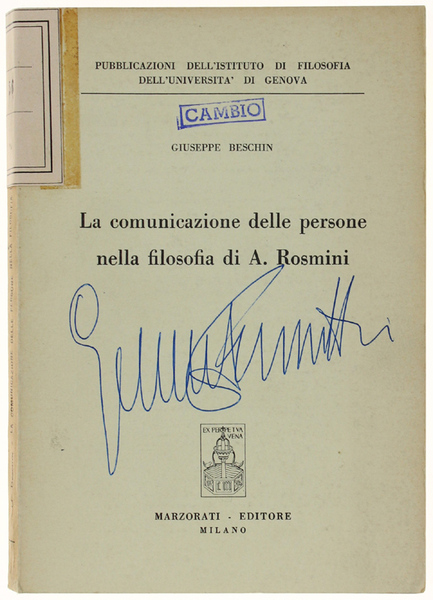 PUBBLICAZIONI DELL'ISTITUTO DI FILOSOFIA
DELL'UNIVERSITA' DI GENOVA
CAMBIO
GIUSEPPE BESCHIN
La comunicazione delle persone
nella filosofia di A. Rosmini
EX PERPETVA
VENA
MARZORATI - EDITORE
MILANO